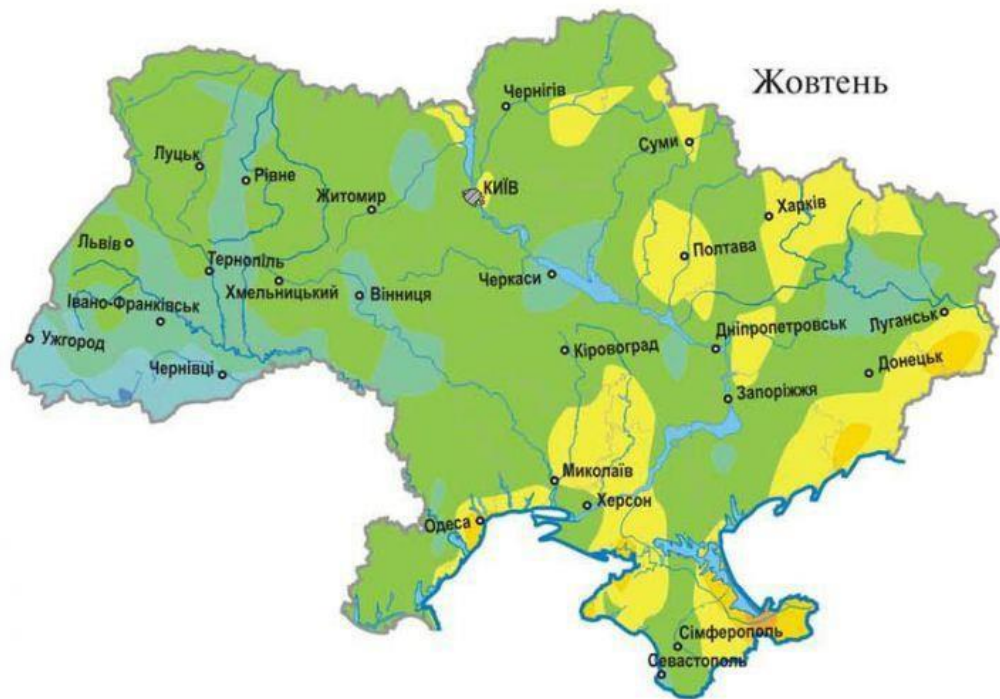 Жовтень
Чернігів
Суми
Луцьк
Рівне
Житомир
КИЇВ
Харків
Львів
Тернопіль
Хмельницький
Полтава
Черкаси
Вінниця
Івано-Франківськ
Ужгород
Чернівці
Кіровоград
Дніпропетровськ
Луганськ
Донецьк
Запоріжжя
Миколаїв
Херсон
Одеса
Сімферополь
Севастополь